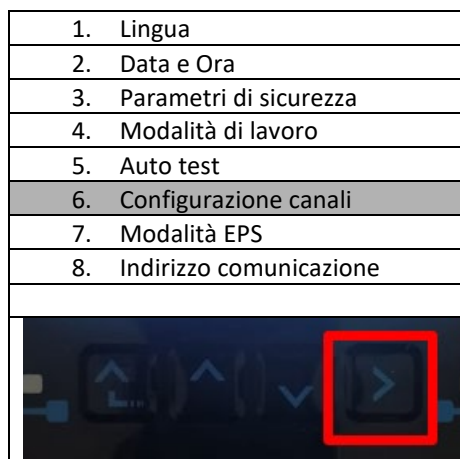 1. Lingua
2. Data e Ora
3. Parametri di sicurezza
4. Modalità di lavoro
5. Auto test
6. Configurazione canali
7. Modalità EPS
8. Indirizzo comunicazione